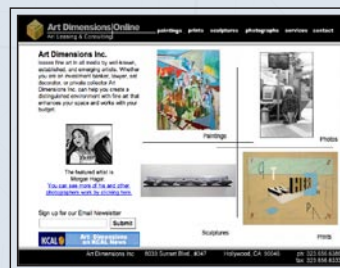 Art Dimensions|Online
Art Leasing & Consulting
paintings prints sculptures photographs services contact
Art Dimensions Inc.
leases fine art in all media by well-known,
established, and emerging artists. Whether
you are an investment banker, lawyer, set
decorator, or private collector Art
Dimensions Inc. can help you create a
distinguished environment with fine art that
enhances your space and works with your
budget.
Paintings
Photos
The featured artist is
Morgan Hagar.
You can see more of his and other
photographers work by clicking here.
Sculptures
Prints
Sign up for our Email Newsletter
Submit
KCAL 9
Art Dimensions
on KCAL News
Art Dimensions Inc.
Hollywood, CA